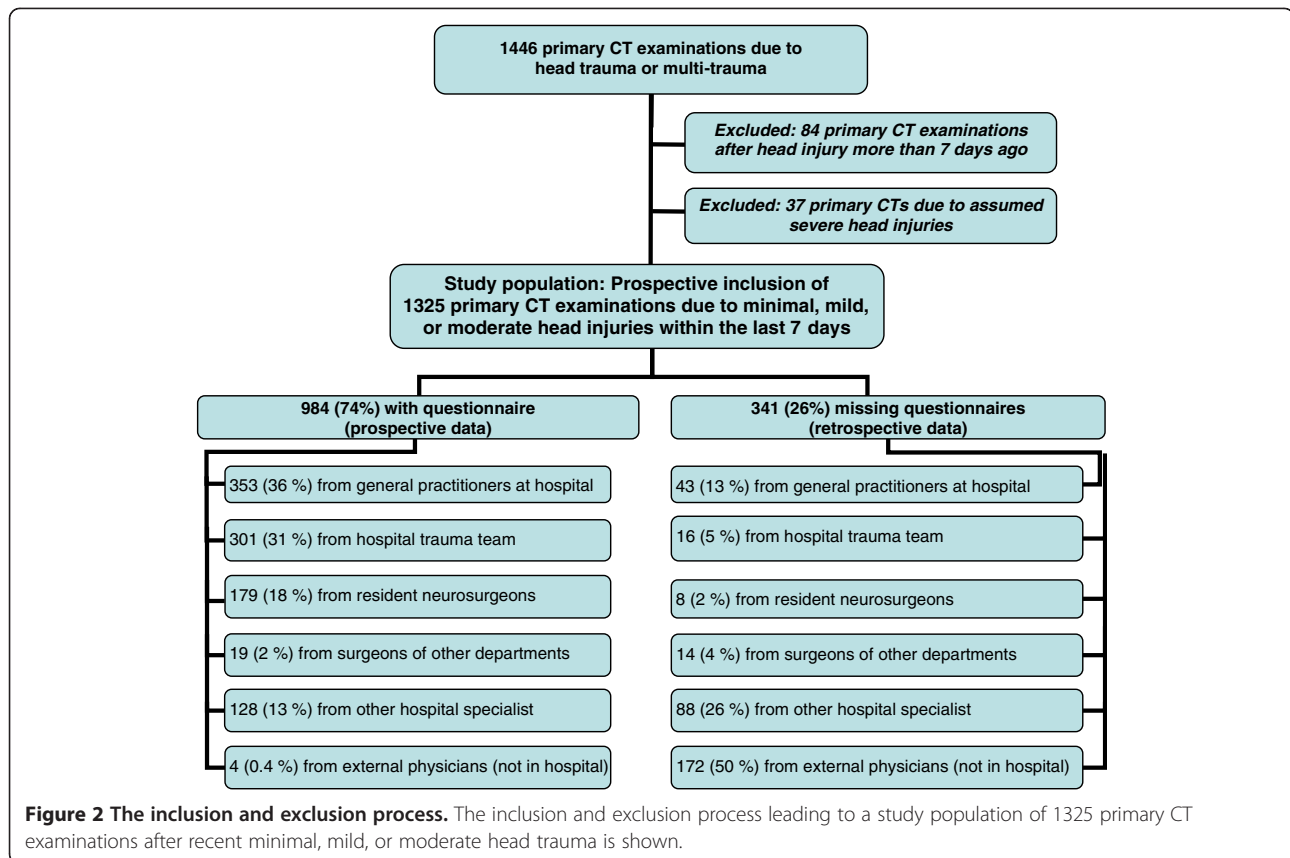 1446 primary CT examinations due to
head trauma or multi-trauma
Excluded: 84 primary CT examinations
after head injury more than 7 days ago
Excluded: 37 primary CTs due to assumed
severe head injuries
Study population: Prospective inclusion of
1325 primary CT examinations due to minimal, mild,
or moderate head injuries within the last 7 days
984 (74%) with questionnaire
(prospective data)
341 (26%) missing questionnaires
(retrospective data)
353 (36 %) from general practitioners at hospital
43 (13 %) from general practitioners at hospital
301 (31 %) from hospital trauma team
16 (5 %) from hospital trauma team
179 (18 %) from resident neurosurgeons
8 (2 %) from resident neurosurgeons
19 (2 %) from surgeons of other departments
14 (4 %) from surgeons of other departments
128 (13 %) from other hospital specialist
88 (26 %) from other hospital specialist
4 (0.4 %) from external physicians (not in hospital)
172 (50 %) from external physicians (not in hospital)
Figure 2 The inclusion and exclusion process. The inclusion and exclusion process leading to a study population of 1325 primary CT
examinations after recent minimal, mild, or moderate head trauma is shown.